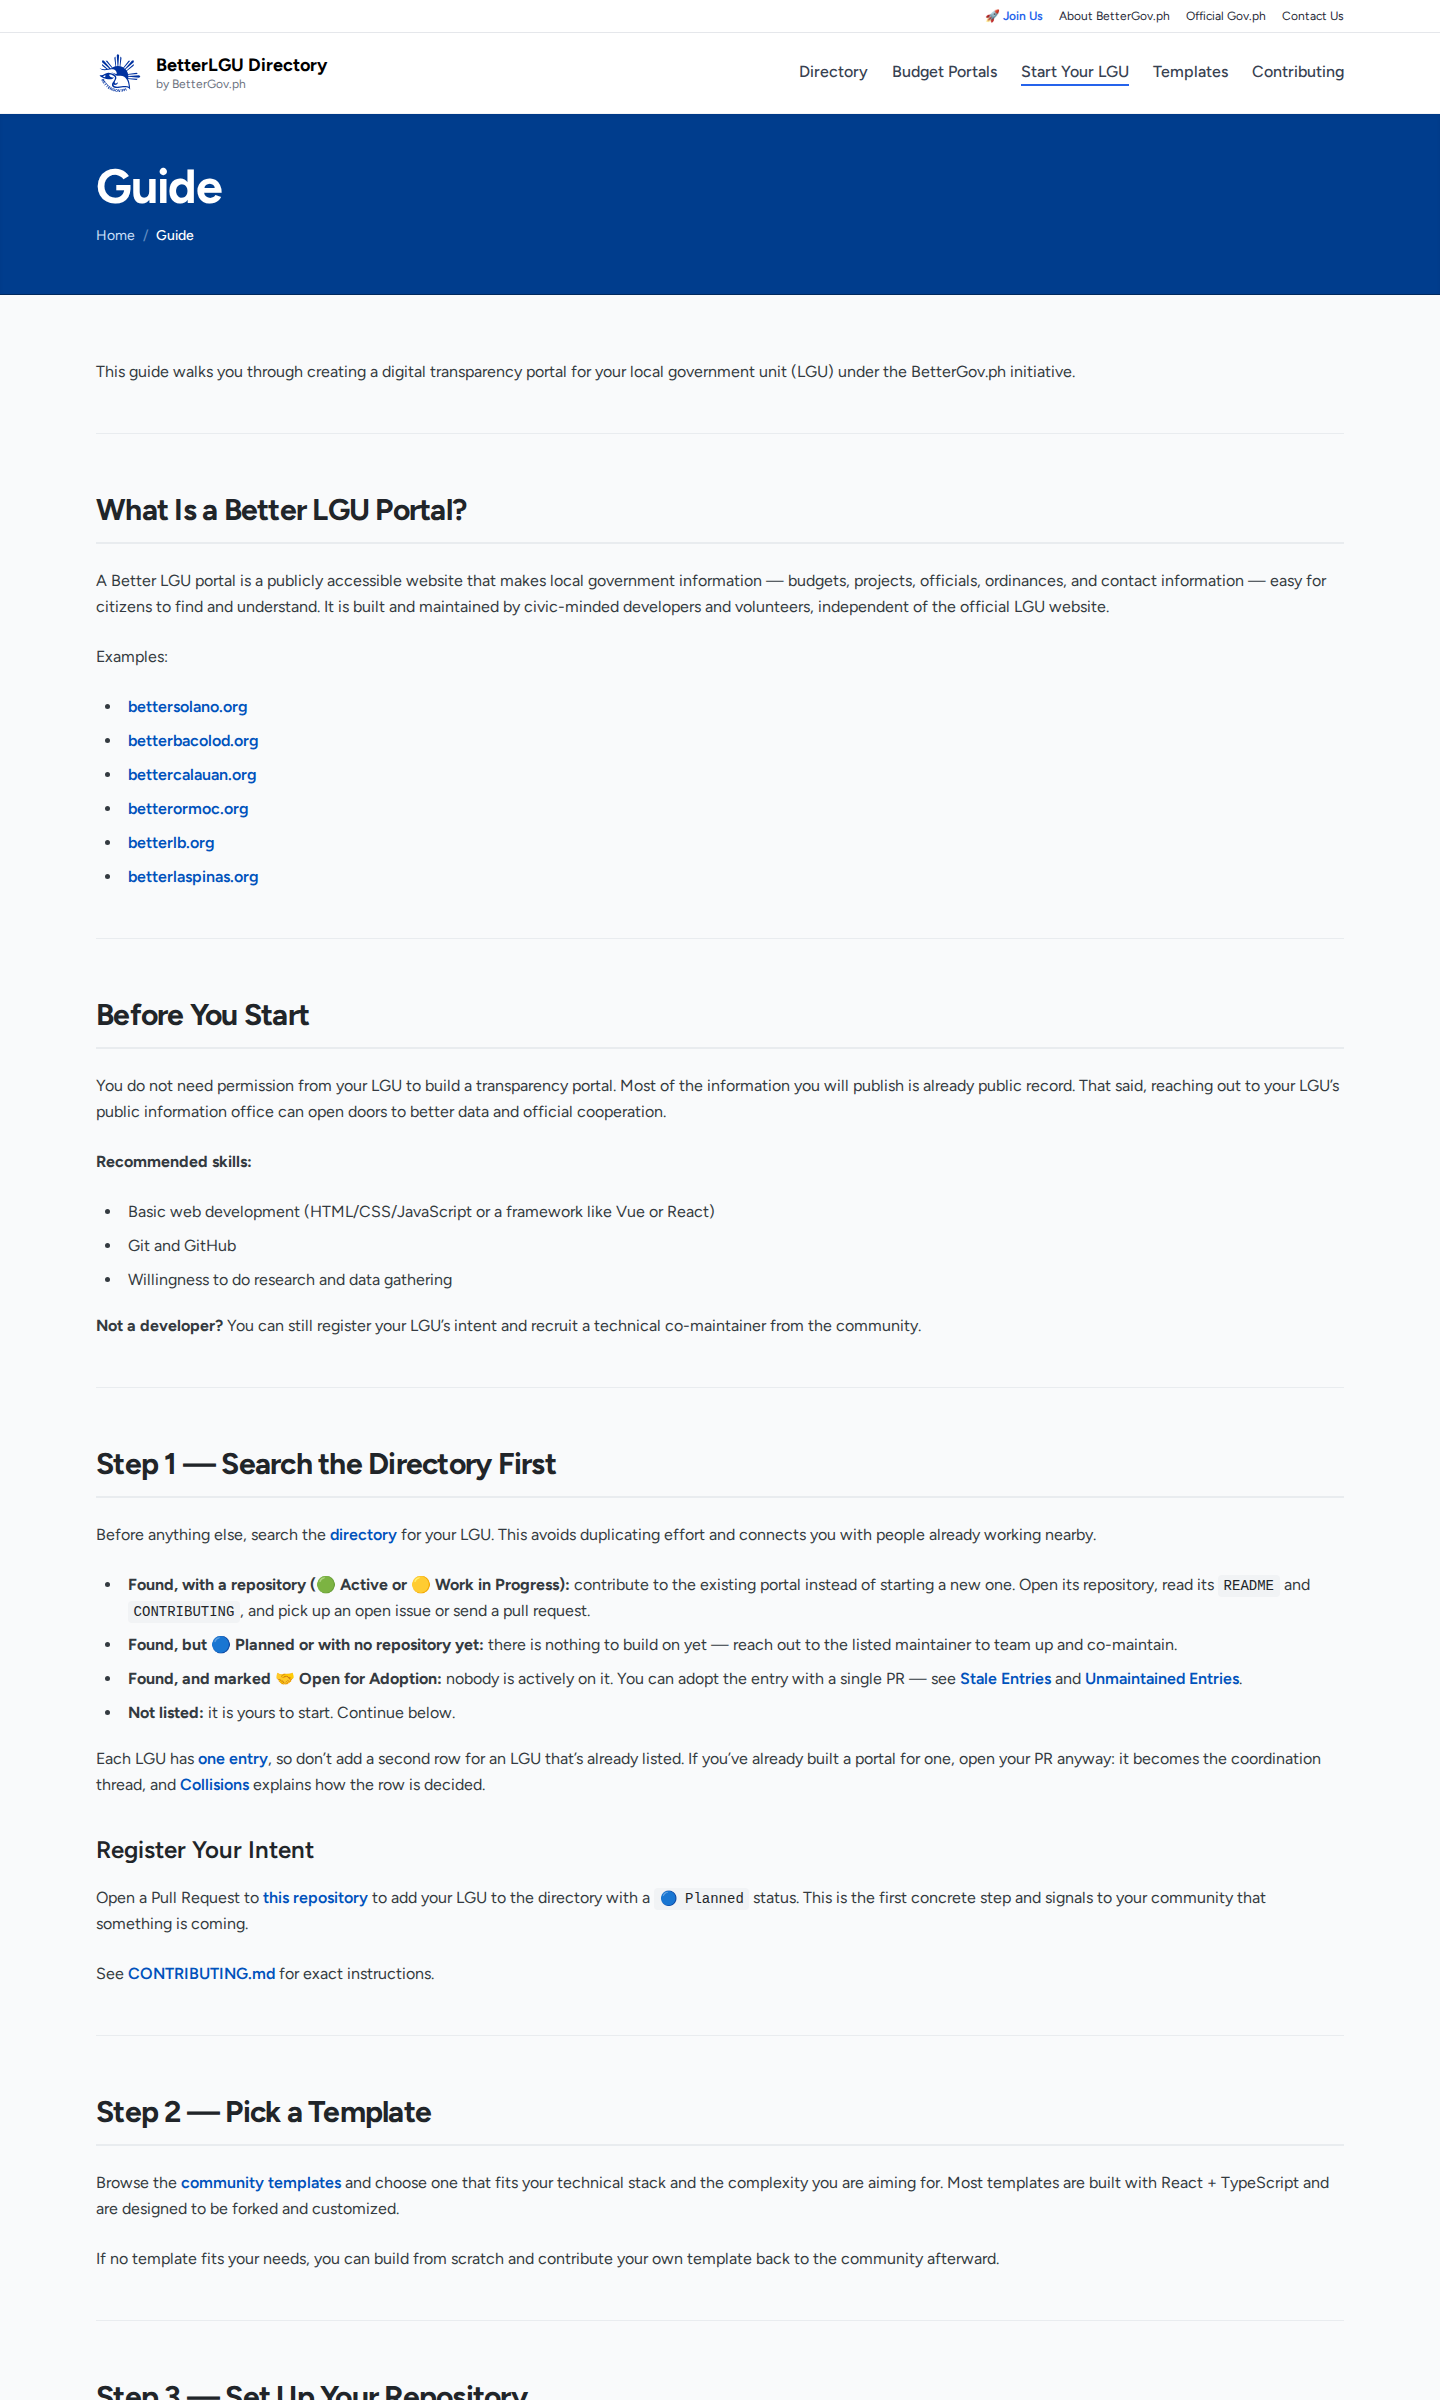 🚀 Join Us About BetterGov.ph Official Gov.ph Contact Us
BetterLGU Directory
by BetterGov.ph
Directory Budget Portals Start Your LGU Templates Contributing
Guide
Home / Guide
This guide walks you through creating a digital transparency portal for your local government unit (LGU) under the BetterGov.ph initiative.
What Is a Better LGU Portal?
A Better LGU portal is a publicly accessible website that makes local government information — budgets, projects, officials, ordinances, and contact information — easy for
citizens to find and understand. It is built and maintained by civic-minded developers and volunteers, independent of the official LGU website.
Examples:
• bettersolano.org
• betterbacolod.org
• bettercalauan.org
• betterormoc.org
• betterlb.org
• betterlaspinas.org
Before You Start
You do not need permission from your LGU to build a transparency portal. Most of the information you will publish is already public record. That said, reaching out to your LGU’s
public information office can open doors to better data and official cooperation.
Recommended skills:
• Basic web development (HTML/CSS/JavaScript or a framework like Vue or React)
• Git and GitHub
• Willingness to do research and data gathering
Not a developer? You can still register your LGU’s intent and recruit a technical co-maintainer from the community.
Step 1 — Search the Directory First
Before anything else, search the directory for your LGU. This avoids duplicating effort and connects you with people already working nearby.
• Found, with a repository (🟢 Active or 🟡 Work in Progress): contribute to the existing portal instead of starting a new one. Open its repository, read its README and
CONTRIBUTING, and pick up an open issue or send a pull request.
• Found, but 🔵 Planned or with no repository yet: there is nothing to build on yet — reach out to the listed maintainer to team up and co-maintain.
• Found, and marked 🤝 Open for Adoption: nobody is actively on it. You can adopt the entry with a single PR — see Stale Entries and Unmaintained Entries.
• Not listed: it is yours to start. Continue below.
Each LGU has one entry, so don’t add a second row for an LGU that’s already listed. If you’ve already built a portal for one, open your PR anyway: it becomes the coordination
thread, and Collisions explains how the row is decided.
Register Your Intent
Open a Pull Request to this repository to add your LGU to the directory with a 🔵 Planned status. This is the first concrete step and signals to your community that
something is coming.
See CONTRIBUTING.md for exact instructions.
Step 2 — Pick a Template
Browse the community templates and choose one that fits your technical stack and the complexity you are aiming for. Most templates are built with React + TypeScript and
are designed to be forked and customized.
If no template fits your needs, you can build from scratch and contribute your own template back to the community afterward.
Step 3 — Set Up Your Repository